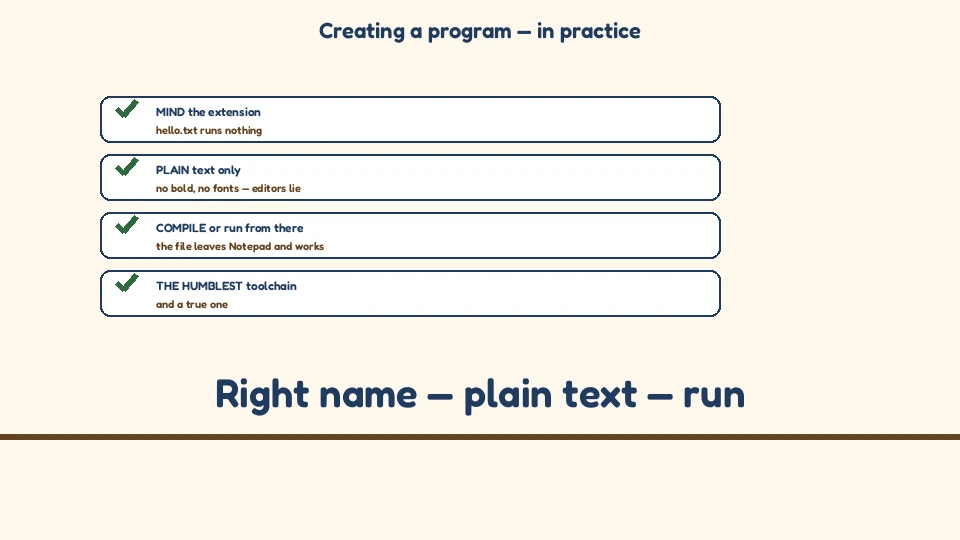 Creating a program — in practice
MIND the extension
hello.txt runs nothing
PLAIN text only
no bold, no fonts — editors lie
COMPILE or run from there
the file leaves Notepad and works
THE HUMBLEST toolchain
and a true one
Right name — plain text — run